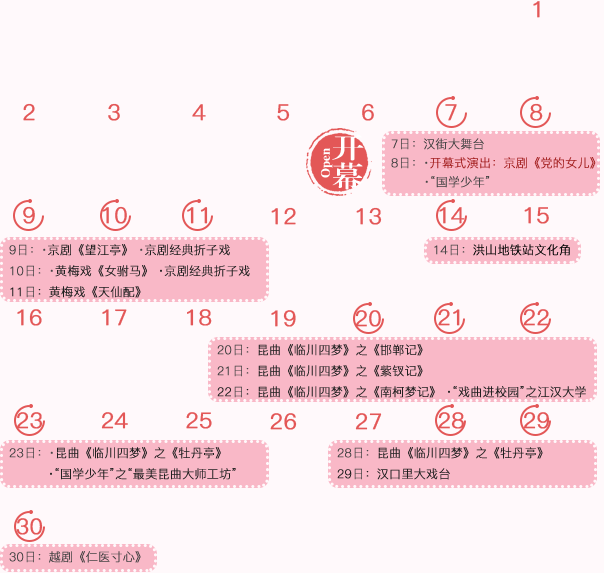 1
2 3 4 5 6 7 8
开幕
Open
7日：汉街大舞台
8日：·开幕式演出：京剧《党的女儿》
·“国学少年”
9 10 11 12 13 14 15
9日：·京剧《望江亭》 ·京剧经典折子戏
10日：·黄梅戏《女驸马》 ·京剧经典折子戏
11日：黄梅戏《天仙配》
14日：洪山地铁站文化角
16 17 18 19 20 21 22
20日：昆曲《临川四梦》之《邯郸记》
21日：昆曲《临川四梦》之《紫钗记》
22日：昆曲《临川四梦》之《南柯梦记》 ·“戏曲进校园”之江汉大学
23 24 25 26 27 28 29
23日：·昆曲《临川四梦》之《牡丹亭》
·“国学少年”之“最美昆曲大师工坊”
28日：昆曲《临川四梦》之《牡丹亭》
29日：汉口里大戏台
30
30日：越剧《仁医寸心》